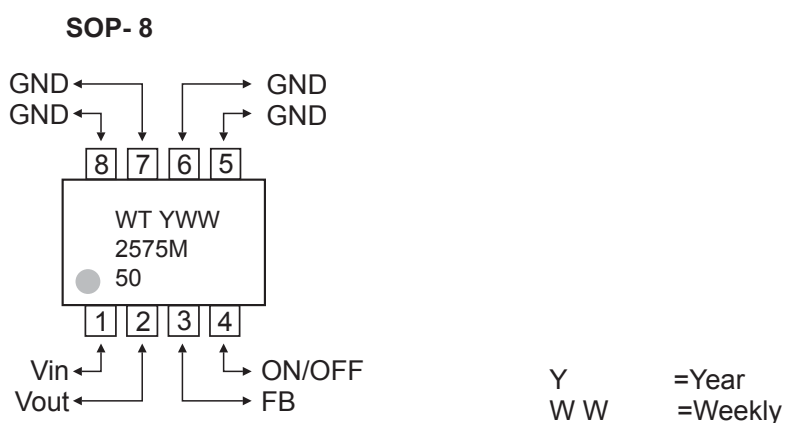 SOP- 8
GND GND
GND GND
8 7 6 5
WT YWW
2575M
50
1 2 3 4
Vin ON/OFF
Vout FB
Y =Year
W W =Weekly